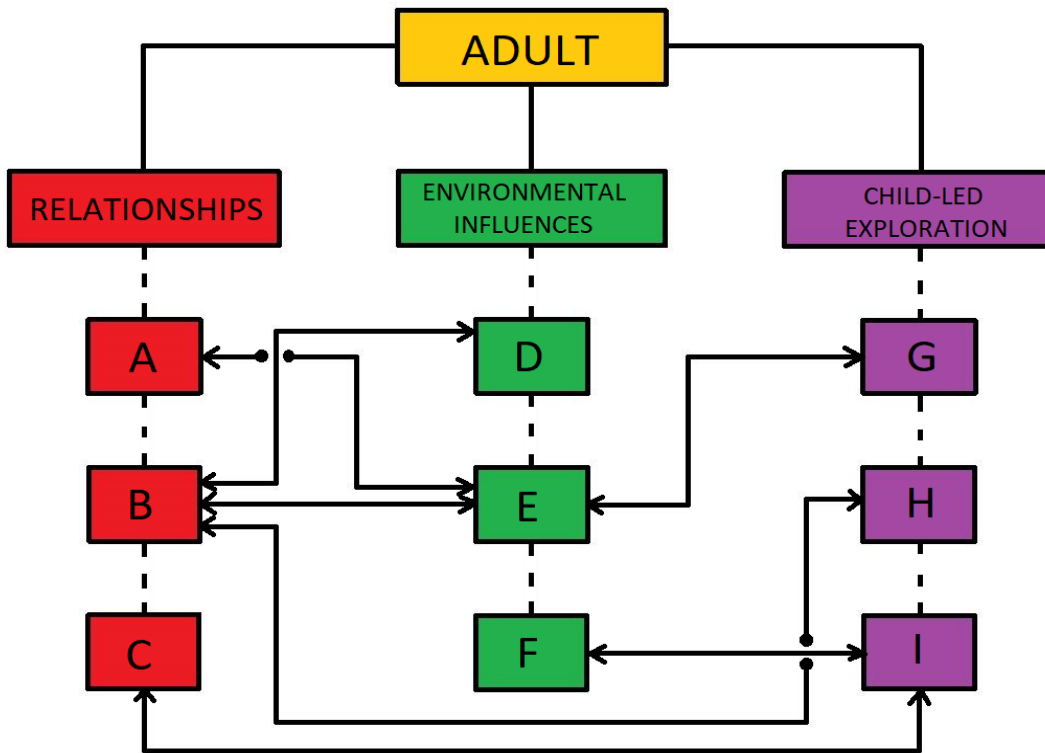 ADULT
RELATIONSHIPS
ENVIRONMENTAL
INFLUENCES
CHILD-LED
EXPLORATION
A
D
G
B
E
H
C
F
I